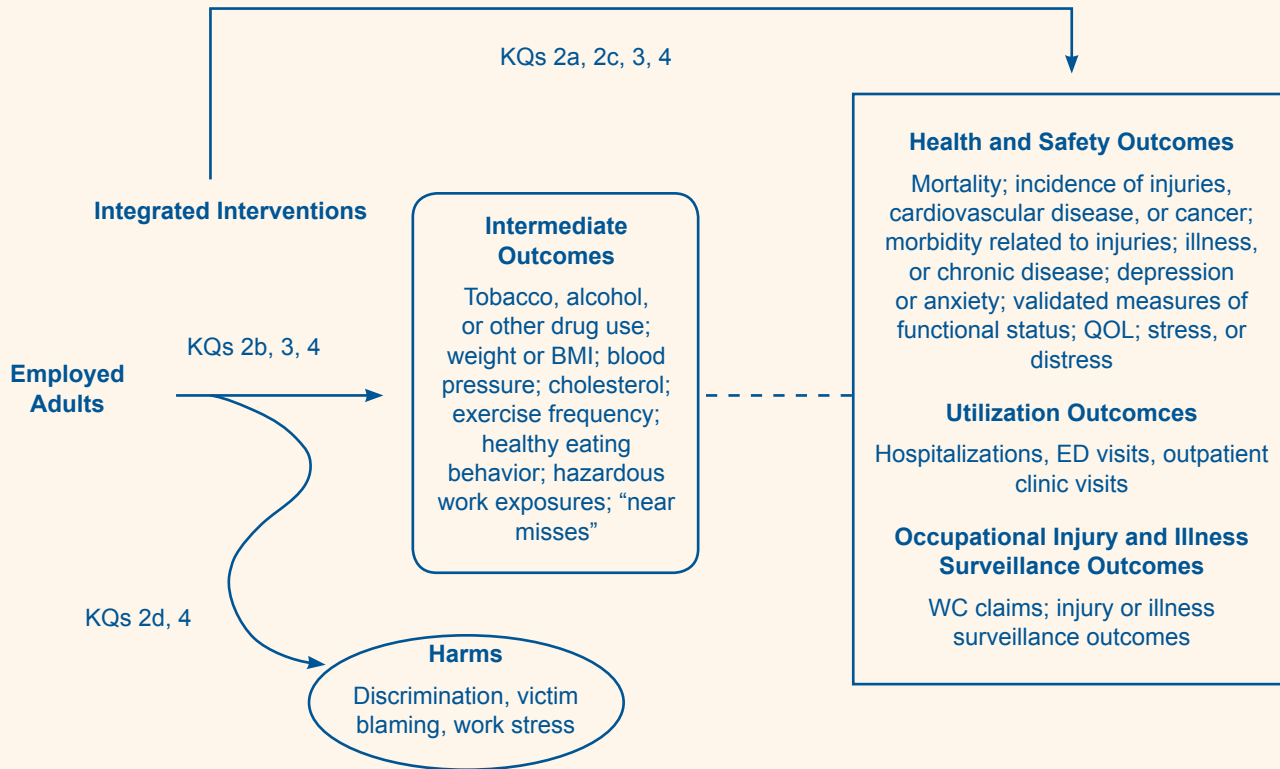 KQs 2a, 2c, 3, 4
Integrated Interventions
KQs 2b, 3, 4
Employed
Adults
KQs 2d, 4
Intermediate
Outcomes
Tobacco, alcohol,
or other drug use;
weight or BMI; blood
pressure; cholesterol;
exercise frequency;
healthy eating
behavior; hazardous
work exposures; “near
misses”
Harms
Discrimination, victim
blaming, work stress
Health and Safety Outcomes
Mortality; incidence of injuries,
cardiovascular disease, or cancer;
morbidity related to injuries; illness,
or chronic disease; depression
or anxiety; validated measures of
functional status; QOL; stress, or
distress
Utilization Outcomces
Hospitalizations, ED visits, outpatient
clinic visits
Occupational Injury and Illness
Surveillance Outcomes
WC claims; injury or illness
surveillance outcomes